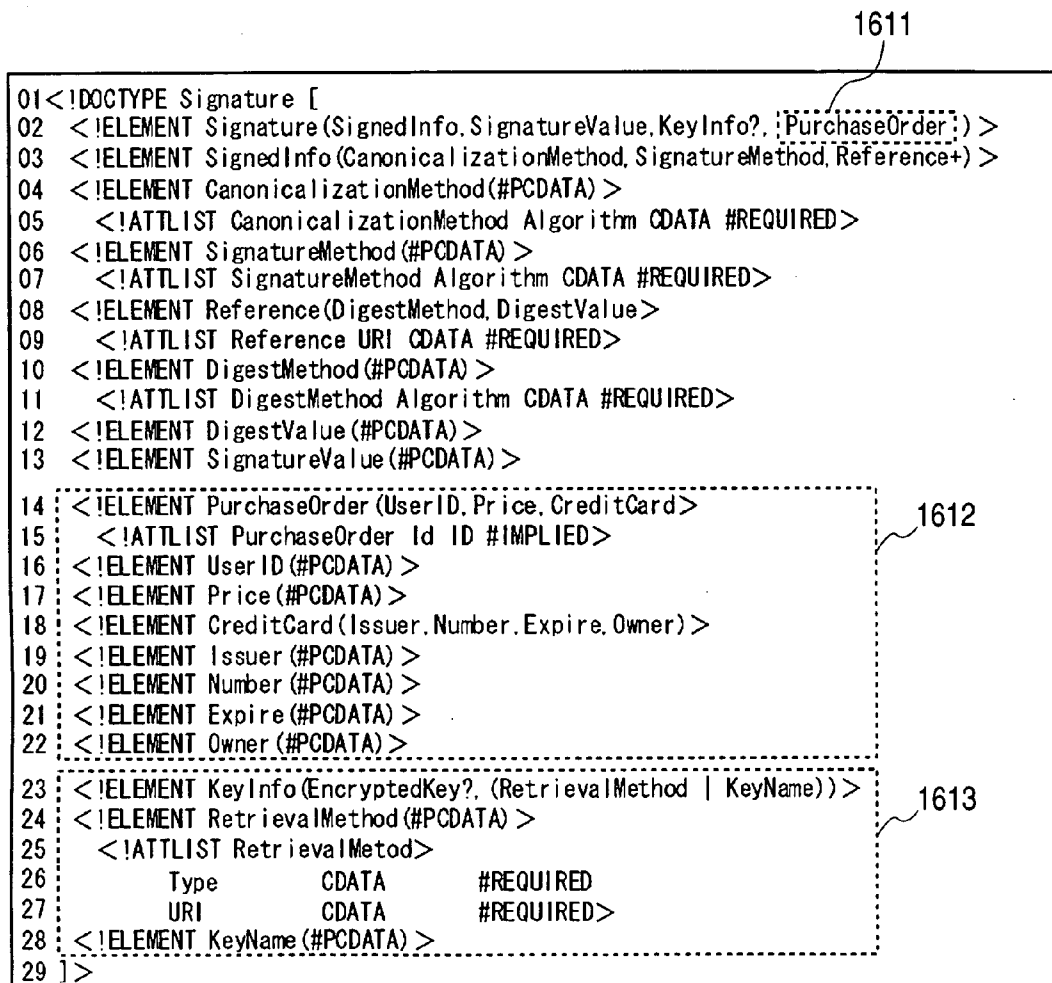 1611
01<!DOCTYPE Signature [
02 <!ELEMENT Signature(SignedInfo,SignatureValue,KeyInfo?, PurchaseOrder )>
03 <!ELEMENT SignedInfo(CanonicalizationMethod,SignatureMethod,Reference+)>
04 <!ELEMENT CanonicalizationMethod(#PCDATA)>
05 <!ATTLIST CanonicalizationMethod Algorithm CDATA #REQUIRED>
06 <!ELEMENT SignatureMethod(#PCDATA)>
07 <!ATTLIST SignatureMethod Algorithm CDATA #REQUIRED>
08 <!ELEMENT Reference(DigestMethod,DigestValue>
09 <!ATTLIST Reference URI CDATA #REQUIRED>
10 <!ELEMENT DigestMethod(#PCDATA)>
11 <!ATTLIST DigestMethod Algorithm CDATA #REQUIRED>
12 <!ELEMENT DigestValue(#PCDATA)>
13 <!ELEMENT SignatureValue(#PCDATA)>
14 <!ELEMENT PurchaseOrder(UserID,Price,CreditCard>
1612
15 <!ATTLIST PurchaseOrder Id ID #IMPLIED>
16 <!ELEMENT UserID(#PCDATA)>
17 <!ELEMENT Price(#PCDATA)>
18 <!ELEMENT CreditCard(Issuer,Number,Expire,Owner)>
19 <!ELEMENT Issuer(#PCDATA)>
20 <!ELEMENT Number(#PCDATA)>
21 <!ELEMENT Expire(#PCDATA)>
22 <!ELEMENT Owner(#PCDATA)>
23 <!ELEMENT KeyInfo(EncryptedKey?, (RetrievalMethod | KeyName))>
1613
24 <!ELEMENT RetrievalMethod(#PCDATA)>
25 <!ATTLIST RetrievalMetod>
26 Type CDATA #REQUIRED
27 URI CDATA #REQUIRED>
28 <!ELEMENT KeyName(#PCDATA)>
29 ]>